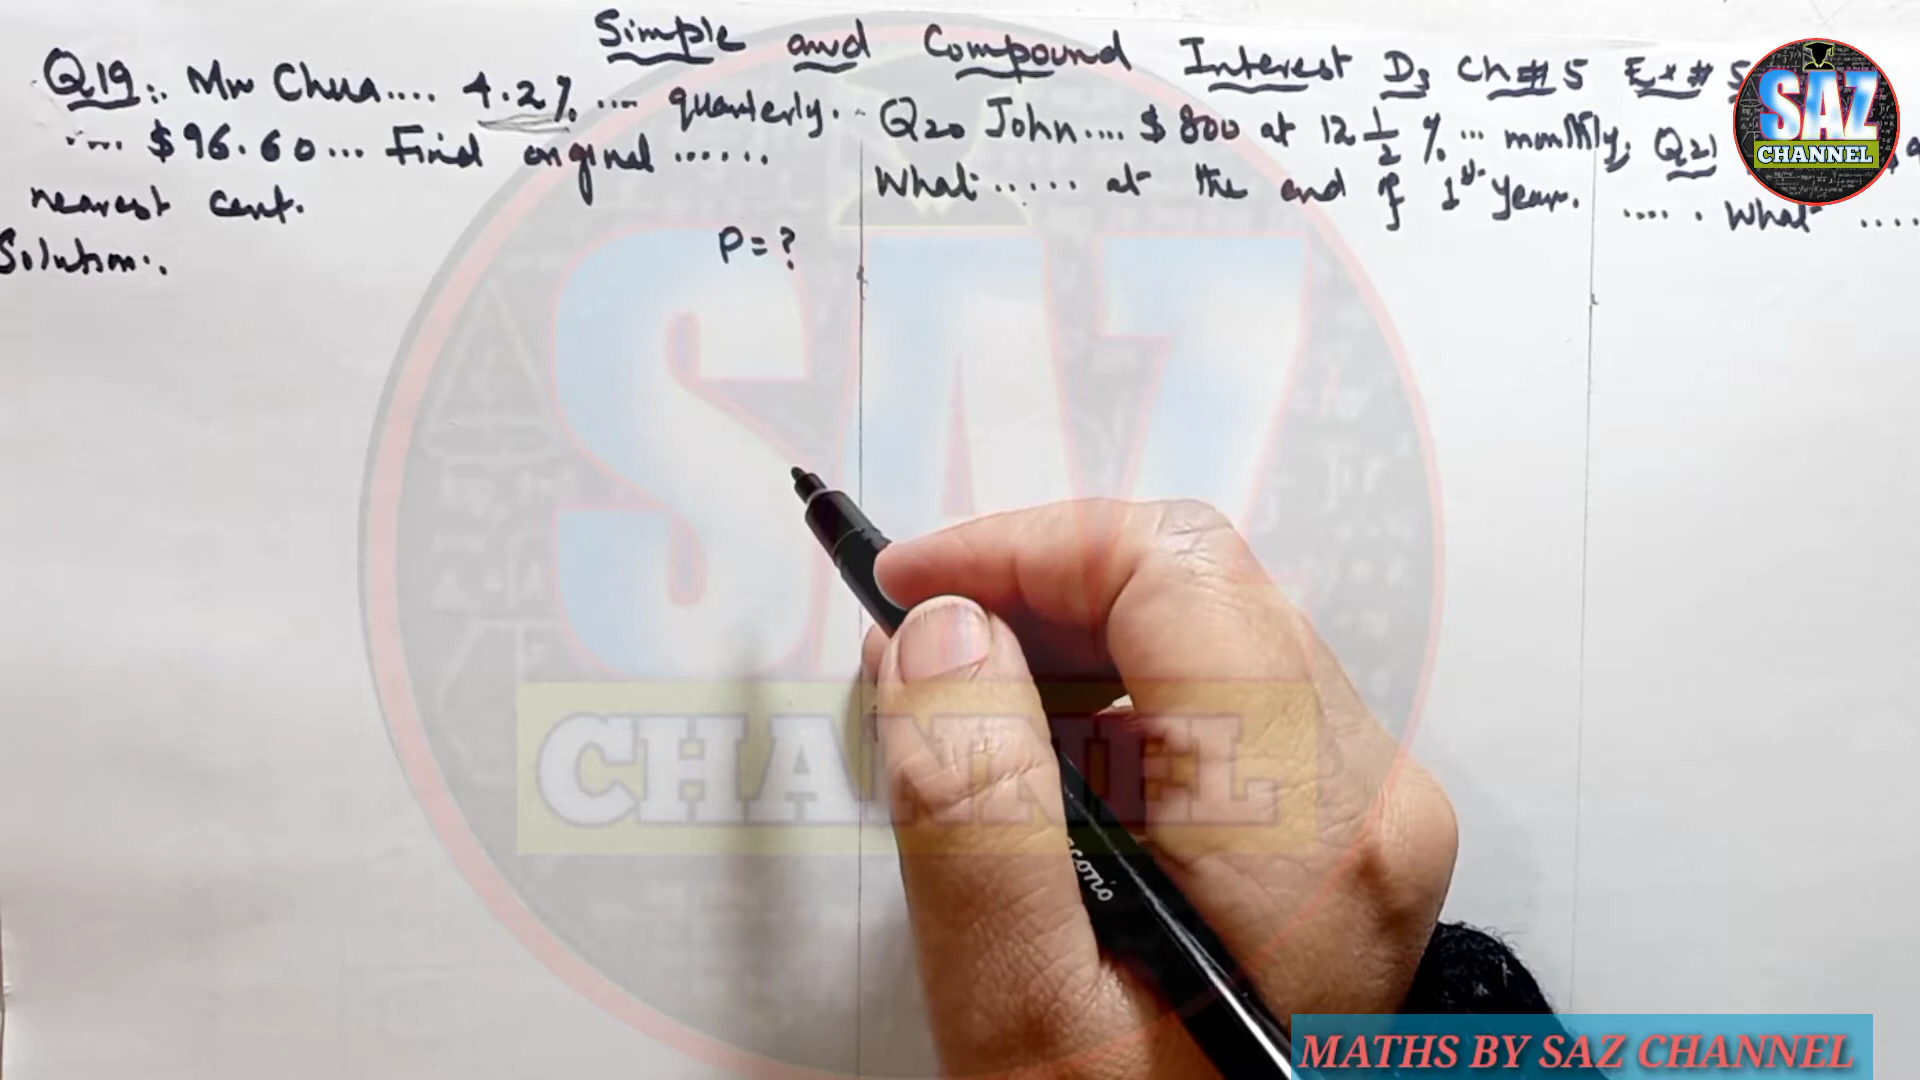 Simple and Compound Interest D3 Ch # 5 Ex # 5
Q19:. Mr Chua.... 4.2% ... quarterly.
.... $96.60... Find original ......
nearest cent.
Solution:.
P = ?
Q20 John.... $800 at 12 1/2 % ... monthly.
What ..... at the end of 1st year.
Q21
..... What ....
SAZ
CHANNEL
SAZ
CHANNEL
MATHS BY SAZ CHANNEL